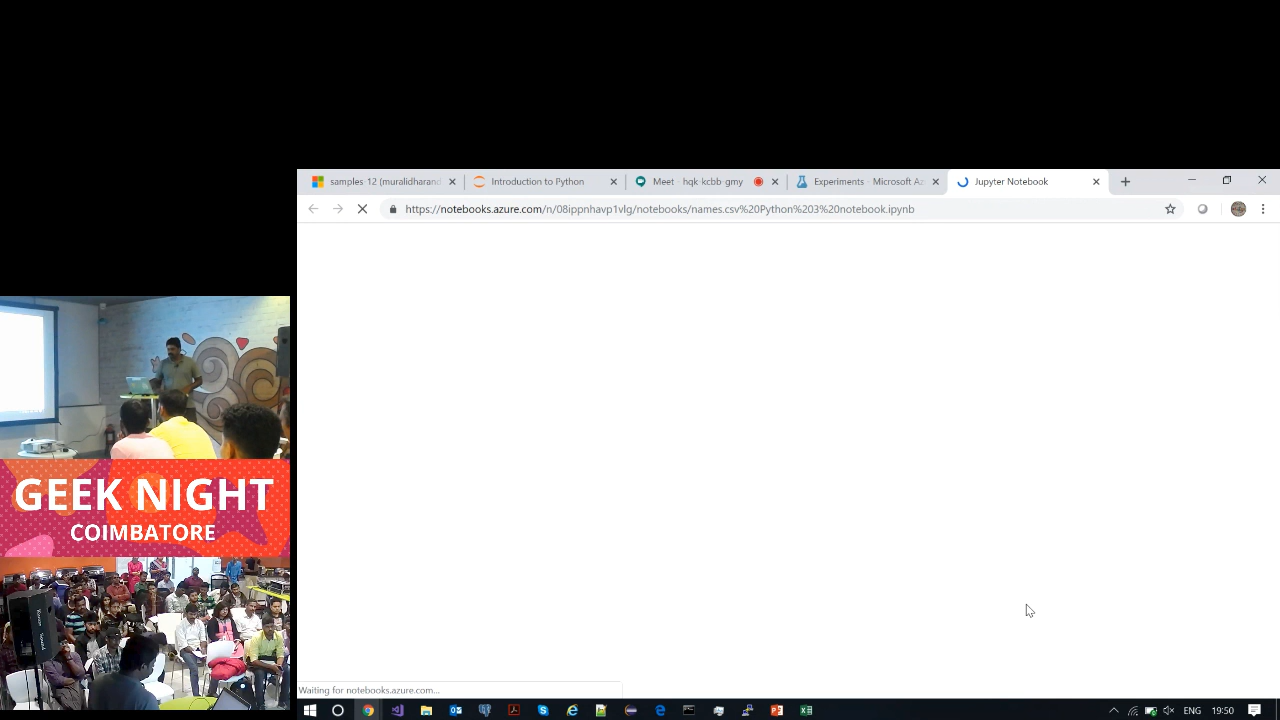 samples 12 (muralidharand
Introduction to Python
Meet - hqk-kcbb-gmy
Experiments - Microsoft Az
Jupyter Notebook
https://notebooks.azure.com/n/08ippnhavp1vlg/notebooks/names.csv%20Python%203%20notebook.ipynb
GEEK NIGHT
COIMBATORE
Waiting for notebooks.azure.com...
ENG 19:50